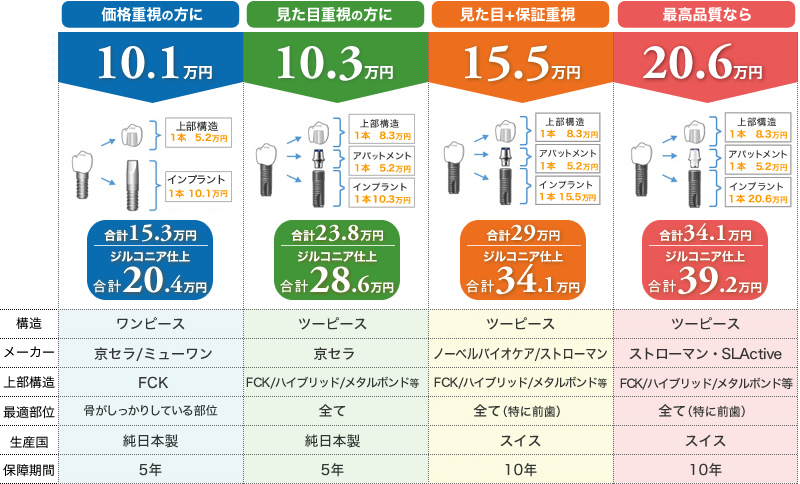 価格重視の方に
10.1万円
上部構造
1本 5.2万円
インプラント
1本 10.1万円
合計15.3万円
ジルコニア仕上
合計20.4万円
見た目重視の方に
10.3万円
上部構造
1本 8.3万円
アバットメント
1本 5.2万円
インプラント
1本10.3万円
合計23.8万円
ジルコニア仕上
合計28.6万円
見た目+保証重視
15.5万円
上部構造
1本 8.3万円
アバットメント
1本 5.2万円
インプラント
1本 15.5万円
合計29万円
ジルコニア仕上
合計34.1万円
最高品質なら
20.6万円
上部構造
1本 8.3万円
アバットメント
1本 5.2万円
インプラント
1本 20.6万円
合計34.1万円
ジルコニア仕上
合計39.2万円
構造 ワンピース ツーピース ツーピース ツーピース
メーカー 京セラ/ミューワン 京セラ ノーベルバイオケア/ストローマン ストローマン・SLActive
上部構造 FCK FCK/ハイブリッド/メタルボンド等 FCK/ハイブリッド/メタルボンド等 FCK/ハイブリッド/メタルボンド等
最適部位 骨がしっかりしている部位 全て 全て（特に前歯） 全て（特に前歯）
生産国 純日本製 純日本製 スイス スイス
保障期間 5年 5年 10年 10年